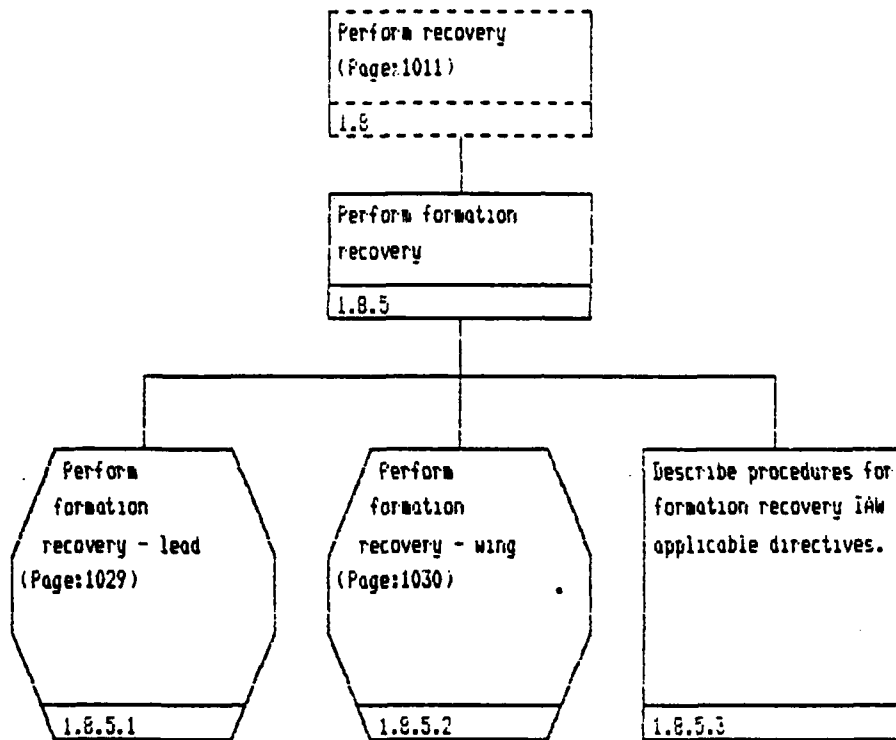 Perform recovery
(Page:1011)
1.8
Perform formation
recovery
1.8.5
Perform
formation
recovery - lead
(Page:1029)
1.8.5.1
Perform
formation
recovery - wing
(Page:1030)
1.8.5.2
Describe procedures for
formation recovery IAW
applicable directives.
1.8.5.3